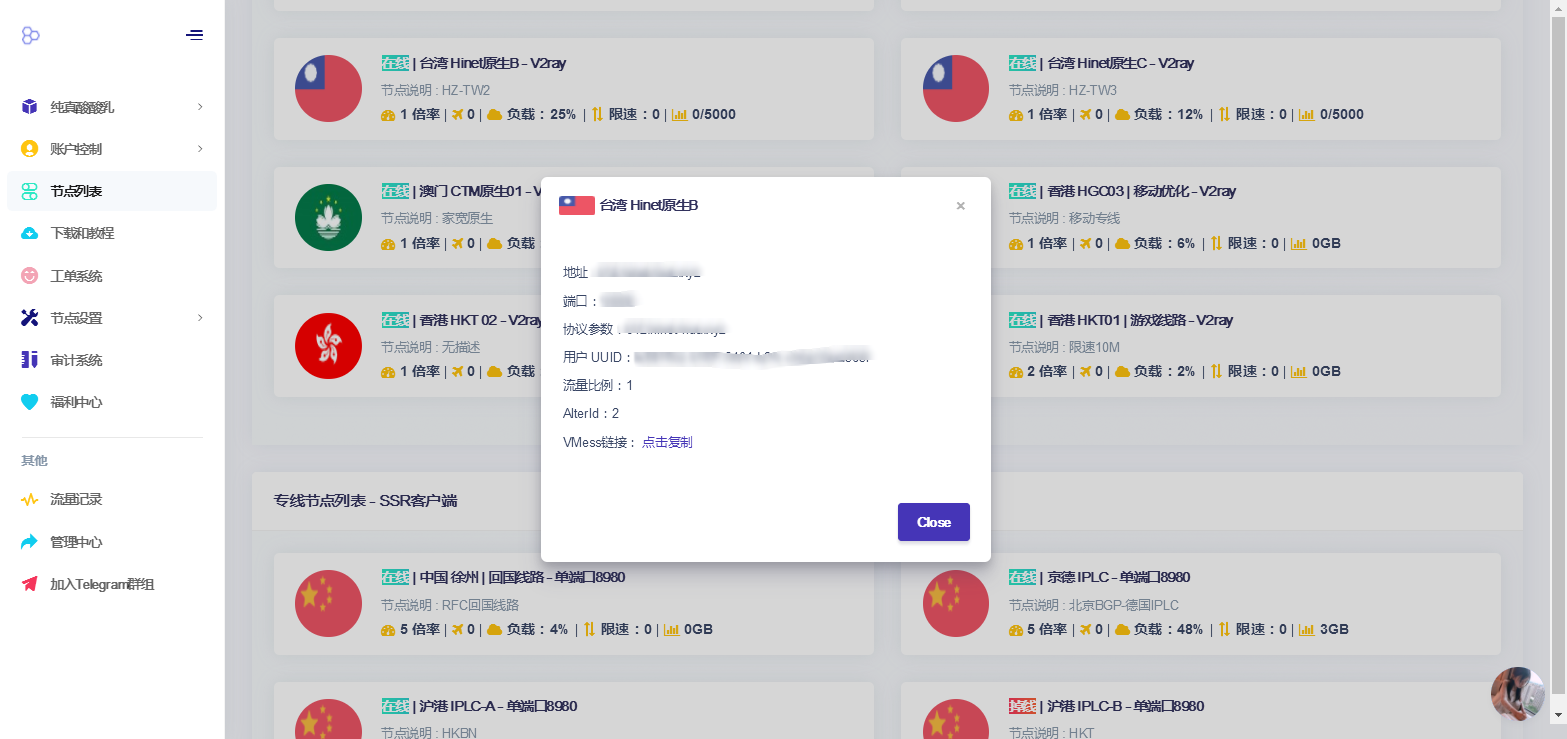 纯真酸酸乳
账户控制
节点列表
下载和教程
工单系统
节点设置
审计系统
福利中心
其他
流量记录
管理中心
加入Telegram群组
在线 | 台湾 Hinet原生B - V2ray
节点说明 : HZ-TW2
1 倍率 | 0 | 负载：25% | 限速：0 | 0/5000
在线 | 台湾 Hinet原生C - V2ray
节点说明 : HZ-TW3
1 倍率 | 0 | 负载：12% | 限速：0 | 0/5000
在线 | 澳门 CTM原生01 - V
节点说明 : 家宽原生
1 倍率 | 0 | 负载
在线 | 香港 HGC03 | 移动优化 - V2ray
节点说明 : 移动专线
1 倍率 | 0 | 负载：6% | 限速：0 | 0GB
在线 | 香港 HKT 02 - V2ray
节点说明 : 无描述
1 倍率 | 0 | 负载
在线 | 香港 HKT01 | 游戏线路 - V2ray
节点说明 : 限速10M
2 倍率 | 0 | 负载：2% | 限速：0 | 0GB
台湾 Hinet原生B
×
地址
端口：
协议参数：
用户 UUID：
流量比例：1
AlterId：2
VMess链接： 点击复制
Close
专线节点列表 - SSR客户端
在线 | 中国 徐州 | 回国线路 - 单端口8980
节点说明 : RFC回国线路
5 倍率 | 0 | 负载：4% | 限速：0 | 0GB
在线 | 京德 IPLC - 单端口8980
节点说明 : 北京BGP-德国IPLC
5 倍率 | 0 | 负载：48% | 限速：0 | 3GB
在线 | 沪港 IPLC-A - 单端口8980
节点说明 : HKBN
掉线 | 沪港 IPLC-B - 单端口8980
节点说明 : HKT